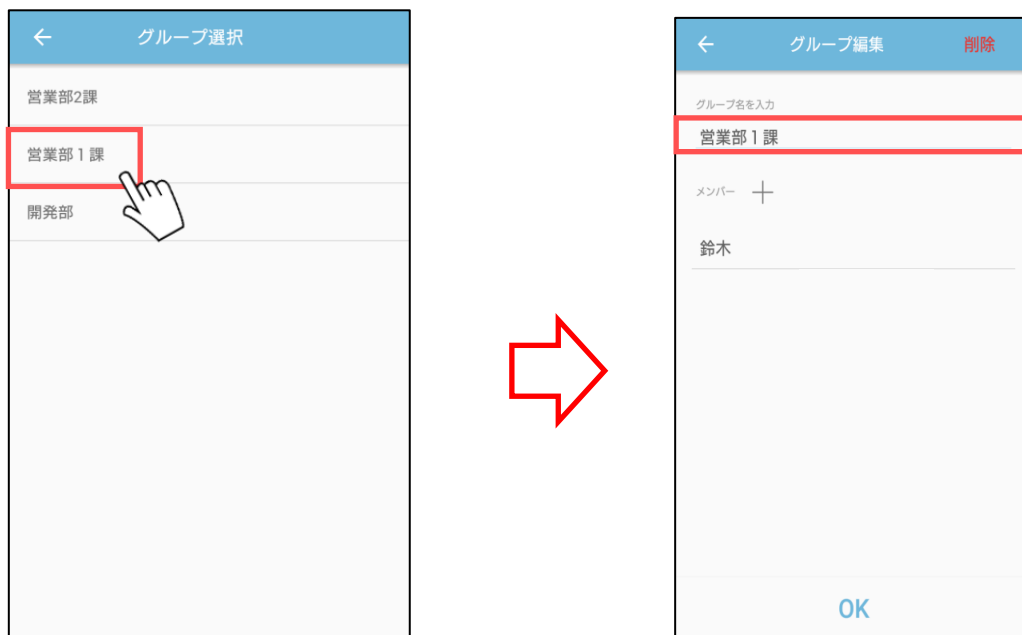 グループ選択
営業部2課
営業部１課
開発部
グループ編集 削除
グループ名を入力
営業部１課
メンバー
鈴木
OK